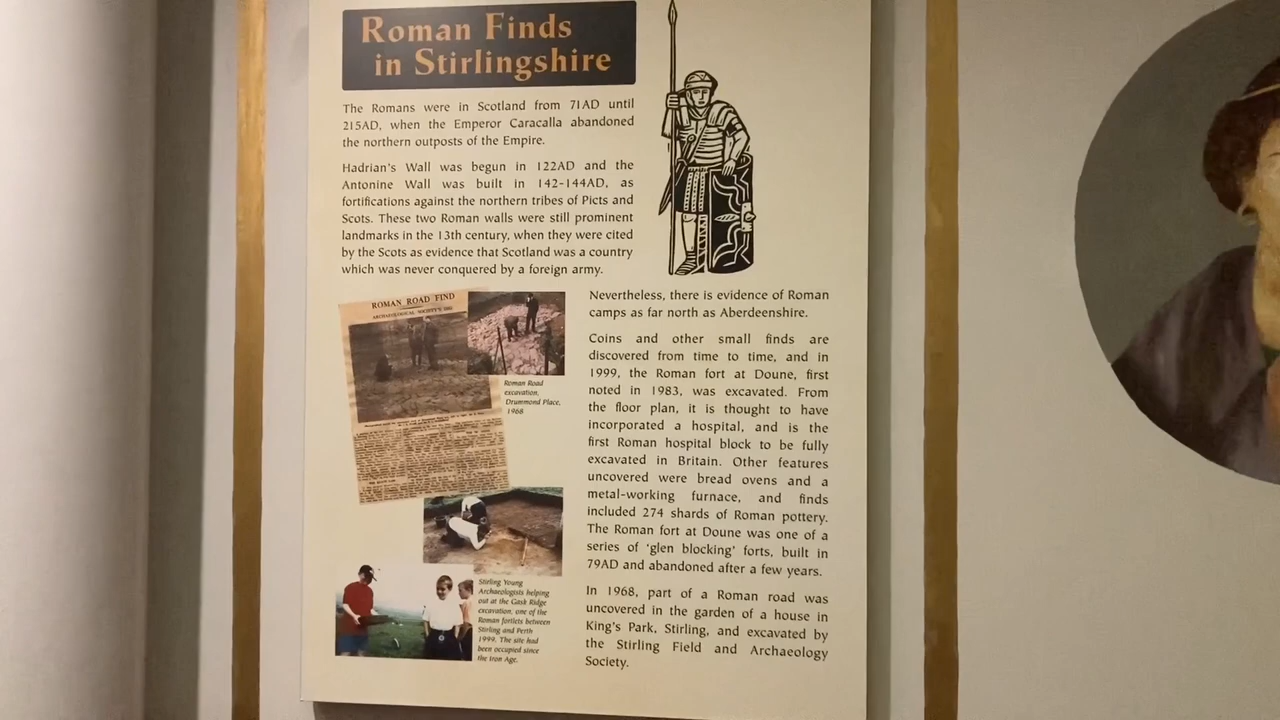 Roman Finds
in Stirlingshire
The Romans were in Scotland from 71AD until
215AD, when the Emperor Caracalla abandoned
the northern outposts of the Empire.
Hadrian's Wall was begun in 122AD and the
Antonine Wall was built in 142-144AD, as
fortifications against the northern tribes of Picts and
Scots. These two Roman walls were still prominent
landmarks in the 13th century, when they were cited
by the Scots as evidence that Scotland was a country
which was never conquered by a foreign army.
ROMAN ROAD FIND
ARCHAEOLOGICAL SOCIETY'S
Roman Road
excavation,
Drummond Place,
1968
Stirling Young
Archaeologists helping
out at the Gask Ridge
excavation, one of the
Roman fortlets between
Stirling and Perth
1999. The site had
been occupied since
the Iron Age.
Nevertheless, there is evidence of Roman
camps as far north as Aberdeenshire.
Coins and other small finds are
discovered from time to time, and in
1999, the Roman fort at Doune, first
noted in 1983, was excavated. From
the floor plan, it is thought to have
incorporated a hospital, and is the
first Roman hospital block to be fully
excavated in Britain. Other features
uncovered were bread ovens and a
metal-working furnace, and finds
included 274 shards of Roman pottery.
The Roman fort at Doune was one of a
series of 'glen blocking' forts, built in
79AD and abandoned after a few years.
In 1968, part of a Roman road was
uncovered in the garden of a house in
King's Park, Stirling, and excavated by
the Stirling Field and Archaeology
Society.